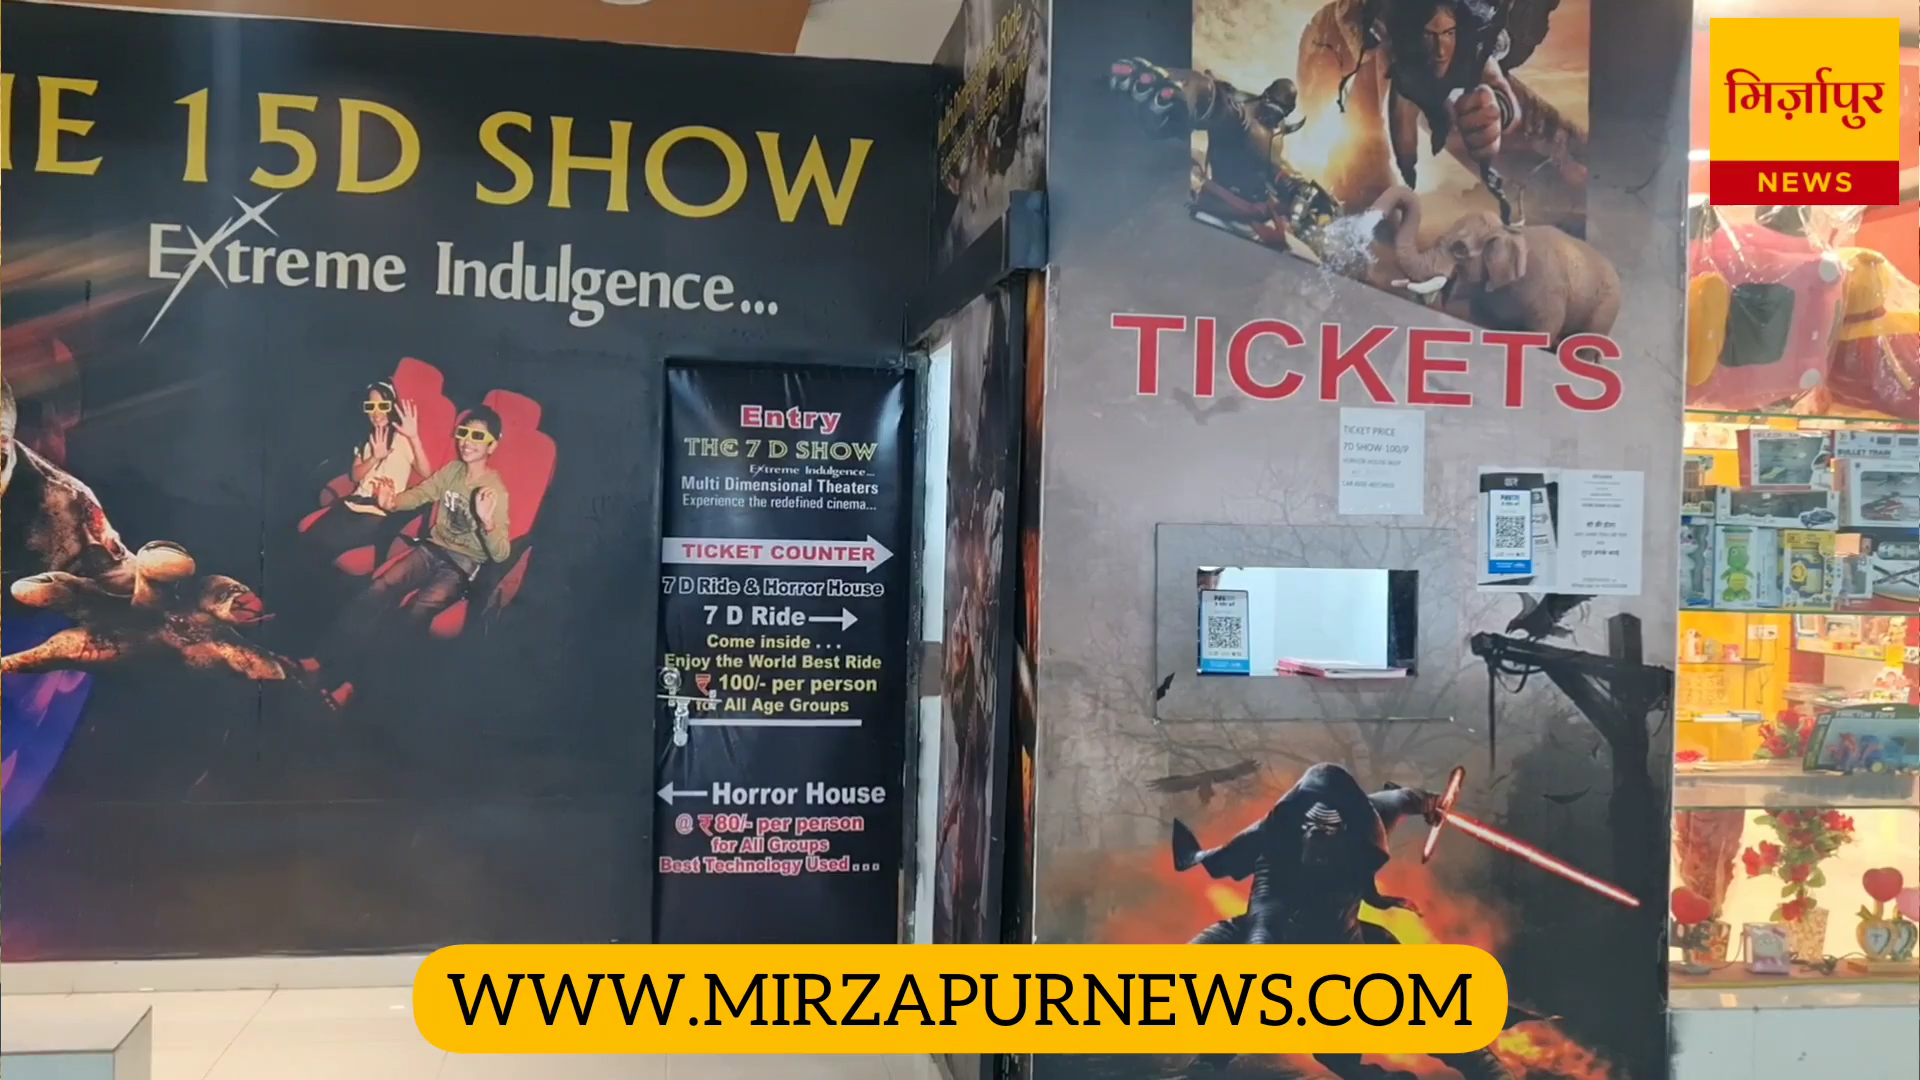 THE 15D SHOW
Extreme Indulgence...
Entry
THE 7 D SHOW
Extreme Indulgence...
Multi Dimensional Theaters
Experience the redefined cinema...
TICKET COUNTER
7 D Ride & Horror House
7 D Ride
Come inside . . .
Enjoy the World Best Ride
₹ 100/- per person
for All Age Groups
Horror House
@ ₹ 80/- per person
for All Groups
Best Technology Used . . .
TICKETS
TICKET PRICE
7D SHOW-100/P
मिर्ज़ापुर
NEWS
BULLET TRAIN
WWW.MIRZAPURNEWS.COM